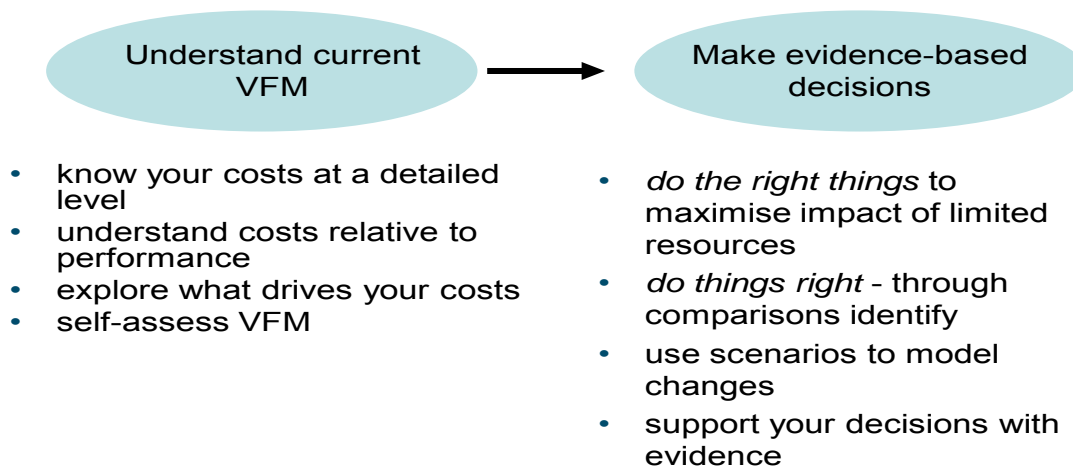 Understand current
VFM
Make evidence-based
decisions
• know your costs at a detailed
level
• understand costs relative to
performance
• explore what drives your costs
• self-assess VFM
• do the right things to
maximise impact of limited
resources
• do things right - through
comparisons identify
• use scenarios to model
changes
• support your decisions with
evidence